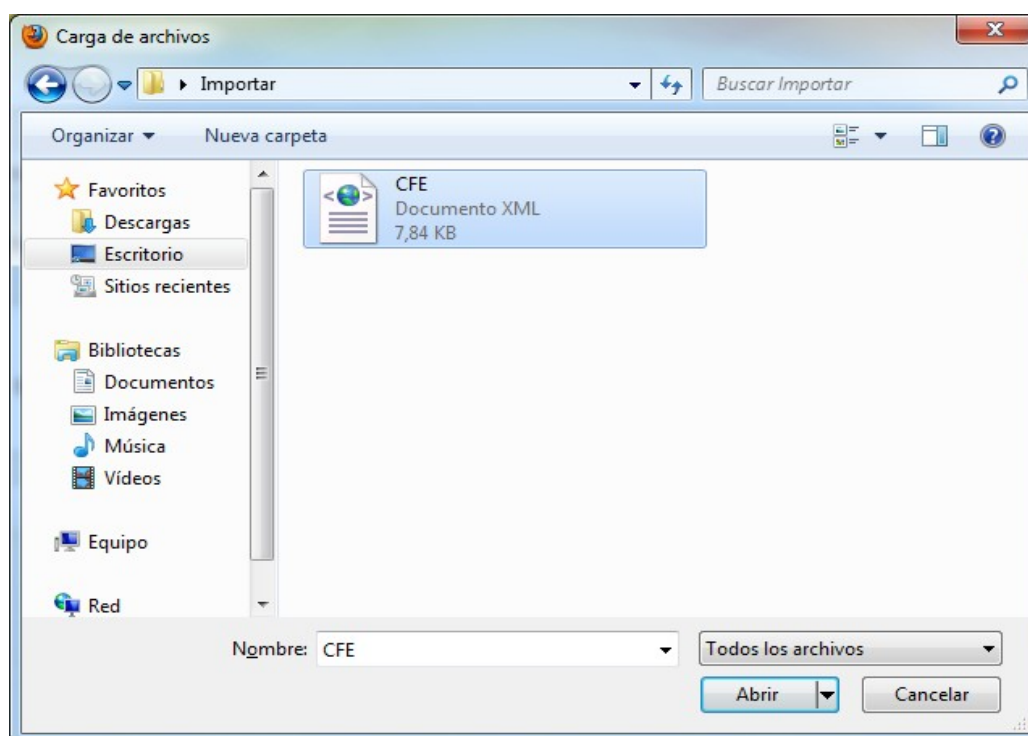 Carga de archivos
Importar
Buscar Importar
Organizar
Nueva carpeta
Favoritos
Descargas
Escritorio
Sitios recientes
Bibliotecas
Documentos
Imágenes
Música
Vídeos
Equipo
Red
CFE
Documento XML
7,84 KB
Nombre: CFE
Todos los archivos
Abrir
Cancelar